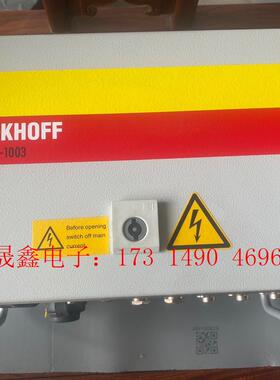 KHOFF
-1003
Before opening
switch off main
current
晟鑫电子: 173 1490 4696